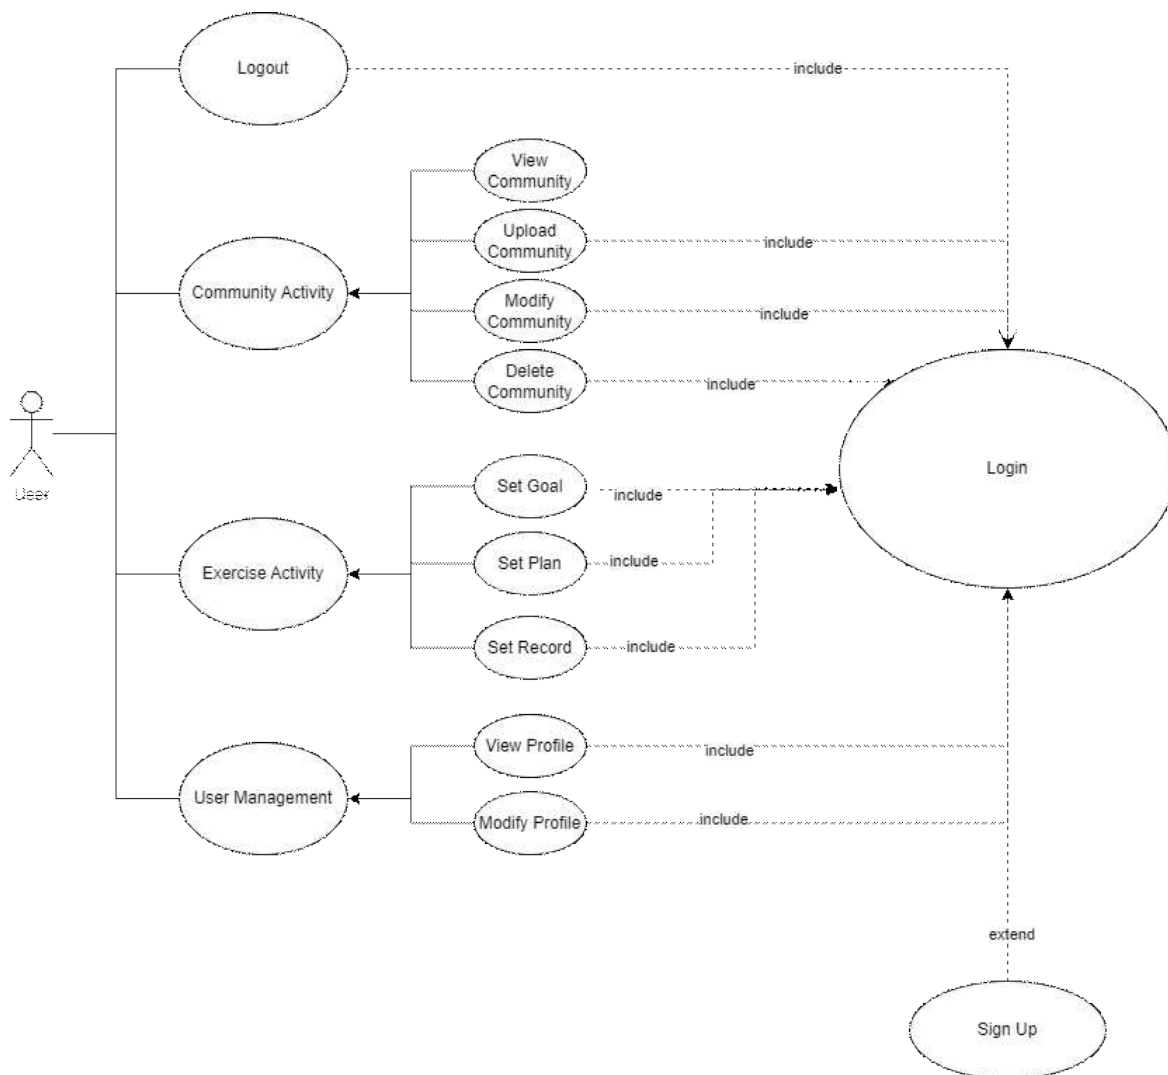 Logout
include
View
Community
Upload
Community
include
Community Activity
Modify
Community
include
Delete
Community
include
User
Login
Set Goal
include
Exercise Activity
Set Plan
include
Set Record
include
View Profile
include
User Management
Modify Profile
include
extend
Sign Up